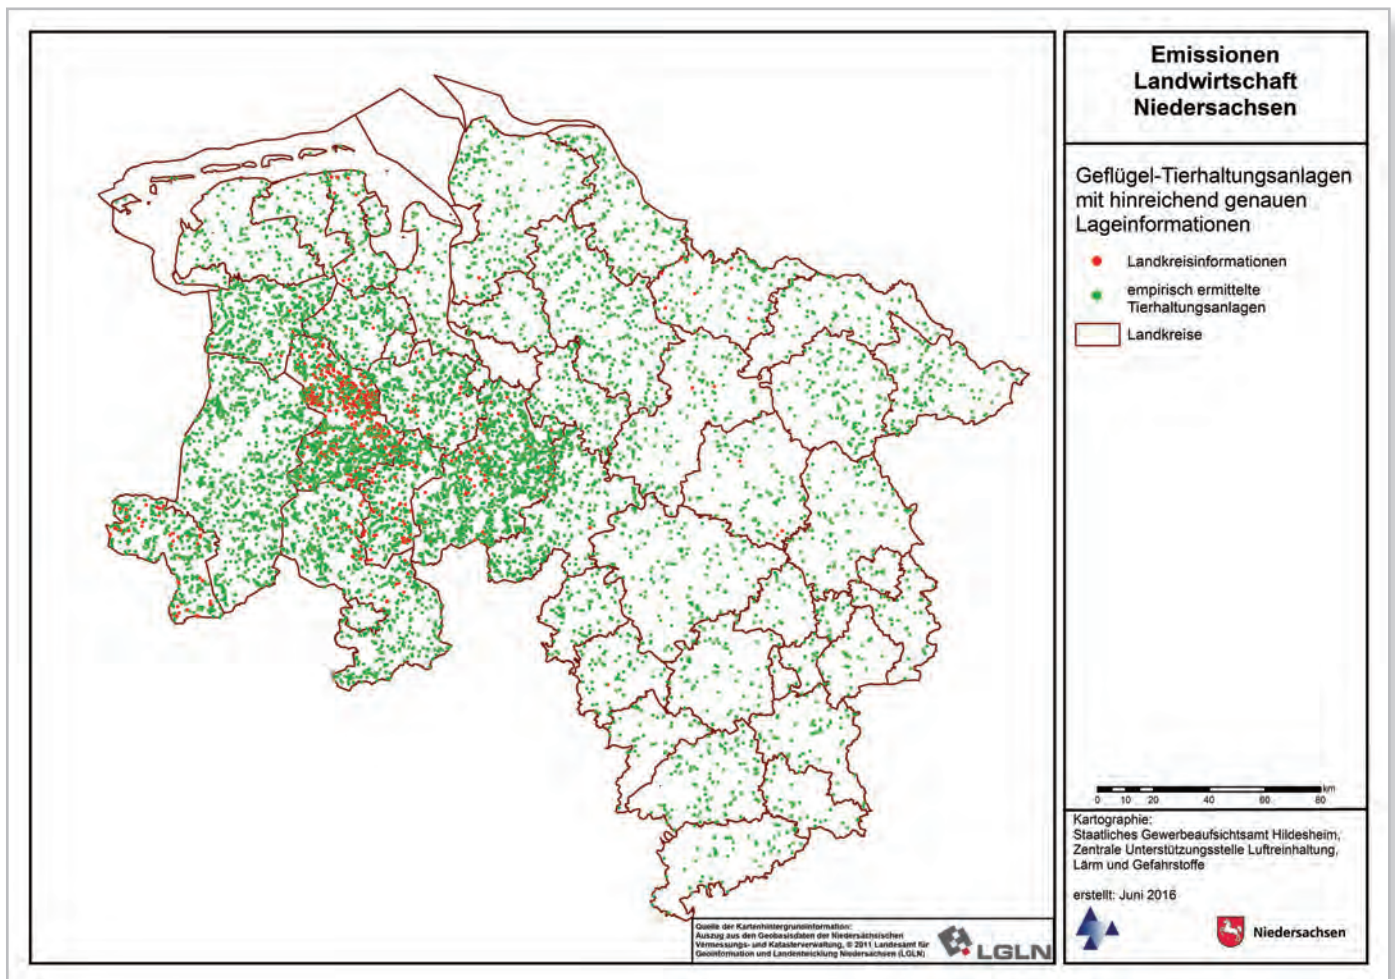 Emissionen
Landwirtschaft
Niedersachsen
Geflügel-Tierhaltungsanlagen
mit hinreichend genauen
Lageinformationen
Landkreisinformationen
empirisch ermittelte
Tierhaltungsanlagen
Landkreise
km
0 10 20 40 60 80
Kartographie:
Staatliches Gewerbeaufsichtsamt Hildesheim,
Zentrale Unterstützungsstelle Luftreinhaltung,
Lärm und Gefahrstoffe
erstellt: Juni 2016
Niedersachsen
Quelle der Kartenhintergrundinformation:
Auszug aus den Geobasisdaten der Niedersächsischen
Vermessungs- und Katasterverwaltung, © 2011 Landesamt für
Geoinformation und Landentwicklung Niedersachsen (LGLN)
LGLN